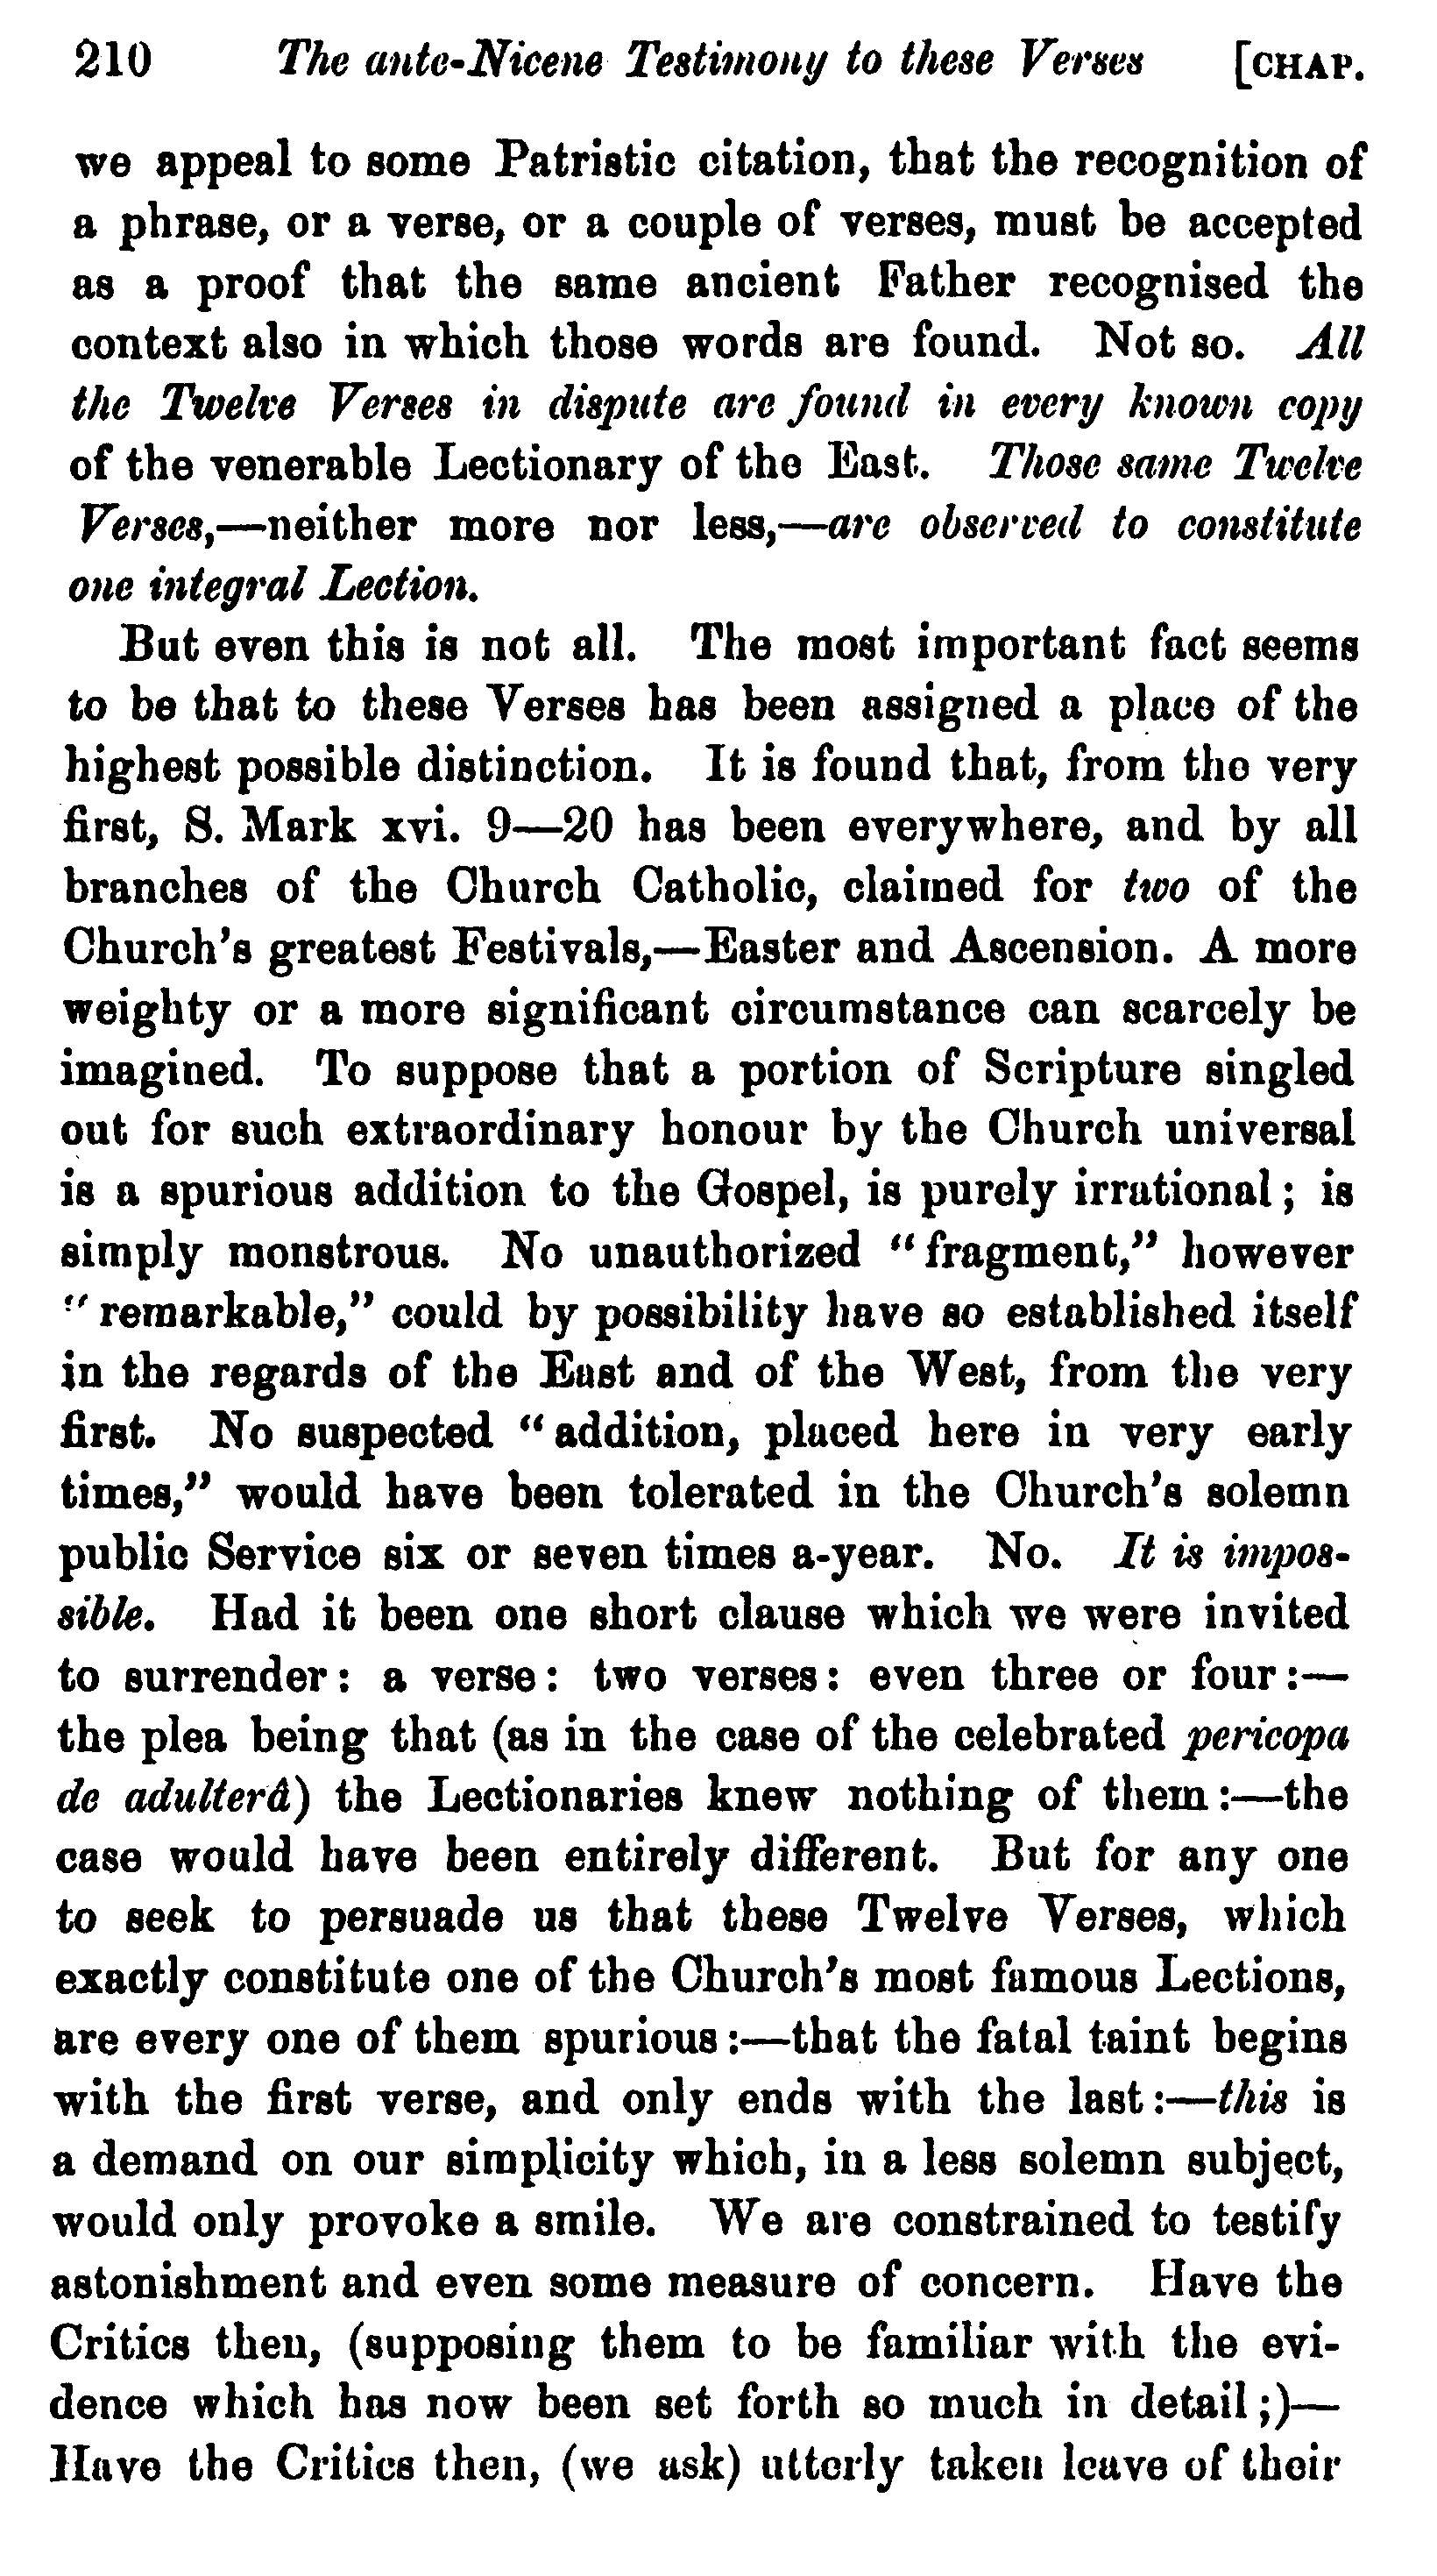 210 The ante-Nicene Testimony to these Verses [CHAP.
we appeal to some Patristic citation, that the recognition of
a phrase, or a verse, or a couple of verses, must be accepted
as a proof that the same ancient Father recognised the
context also in which those words are found. Not so. All
the Twelve Verses in dispute are found in every known copy
of the venerable Lectionary of the East. Those same Twelve
Verses,—neither more nor less,—are observed to constitute
one integral Lection.
But even this is not all. The most important fact seems
to be that to these Verses has been assigned a place of the
highest possible distinction. It is found that, from the very
first, S. Mark xvi. 9—20 has been everywhere, and by all
branches of the Church Catholic, claimed for two of the
Church's greatest Festivals,—Easter and Ascension. A more
weighty or a more significant circumstance can scarcely be
imagined. To suppose that a portion of Scripture singled
out for such extraordinary honour by the Church universal
is a spurious addition to the Gospel, is purely irrational; is
simply monstrous. No unauthorized "fragment," however
"remarkable," could by possibility have so established itself
in the regards of the East and of the West, from the very
first. No suspected "addition, placed here in very early
times," would have been tolerated in the Church's solemn
public Service six or seven times a-year. No. It is impos-
sible. Had it been one short clause which we were invited
to surrender: a verse: two verses: even three or four:—
the plea being that (as in the case of the celebrated pericopa
de adulterâ) the Lectionaries knew nothing of them:—the
case would have been entirely different. But for any one
to seek to persuade us that these Twelve Verses, which
exactly constitute one of the Church's most famous Lections,
are every one of them spurious:—that the fatal taint begins
with the first verse, and only ends with the last:—this is
a demand on our simplicity which, in a less solemn subject,
would only provoke a smile. We are constrained to testify
astonishment and even some measure of concern. Have the
Critics then, (supposing them to be familiar with the evi-
dence which has now been set forth so much in detail;)—
Have the Critics then, (we ask) utterly taken leave of their